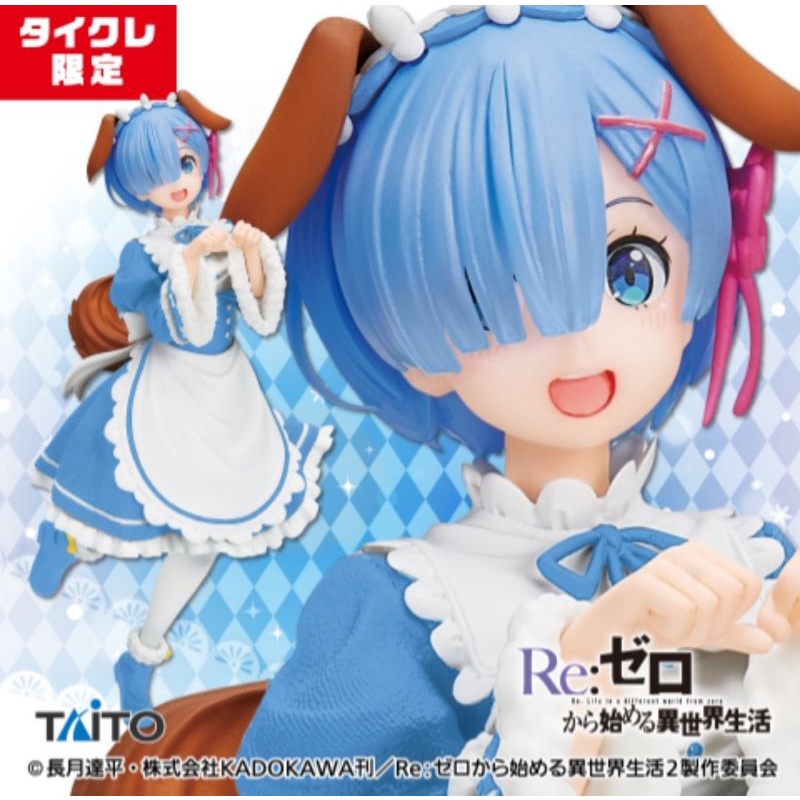 タイクレ
限定
Re:ゼロ
Re: Life in a different world from zero
から始める異世界生活
TAITO
©長月達平・株式会社KADOKAWA刊/Re:ゼロから始める異世界生活2製作委員会